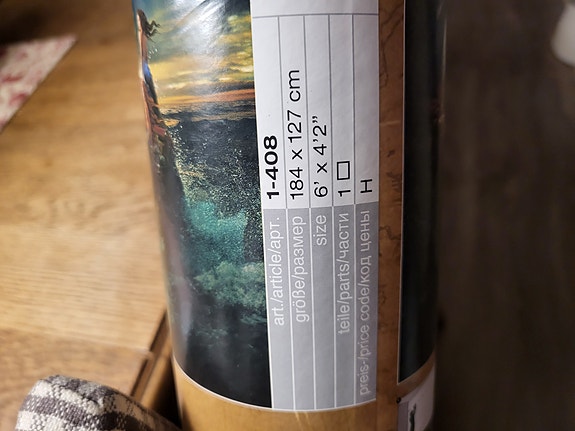 art./article/арт. 1-408
größe/размер 184 x 127 cm
size 6' x 4'2”
teile/parts/части 1 □
preis-/price code/код цены H